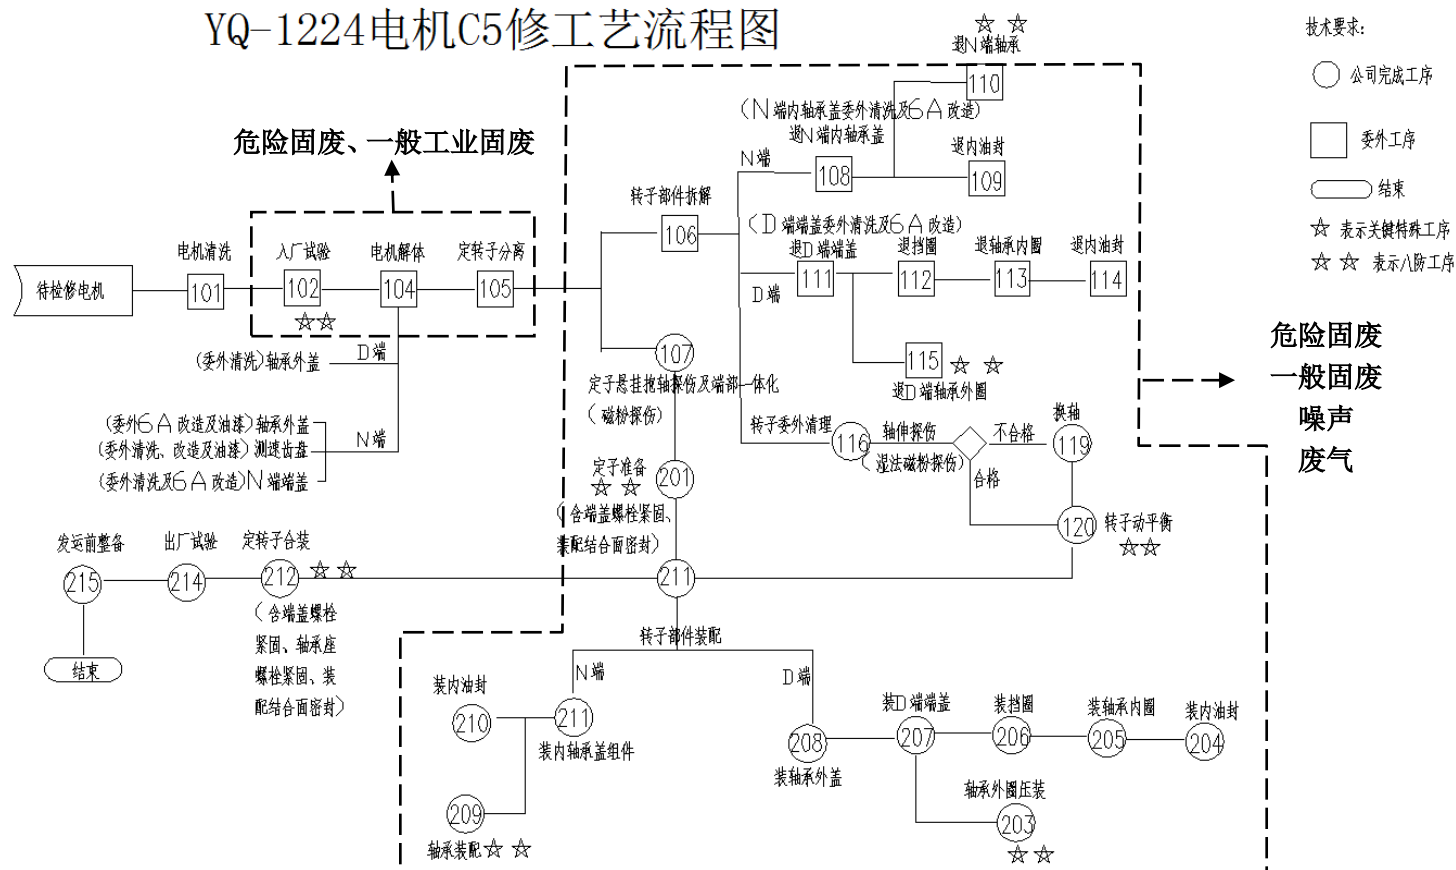 YQ-1224电机C5修工艺流程图
技术要求:
公司完成工序
委外工序
结束
表示关键特殊工序
表示八防工序
危险固废、一般工业固废
待检修电机
电机清洗
101
入厂试验
102
电机解体
104
定转子分离
105
D端
(委外清洗)轴承外盖
N端
(委外6A改造及油漆)轴承外盖
(委外清洗、改造及油漆)测速齿盘
(委外清洗及6A改造)N端端盖
转子部件拆解
106
N端
(N端内轴承盖委外清洗及6A改造)
退N端内轴承盖
108
退N端轴承
110
退内油封
109
(D端端盖委外清洗及6A改造)
D端
退D端端盖
111
退挡圈
112
退轴承内圈
113
退内油封
114
115
退D端轴承外圈
107
定子悬挂抱轴探伤及端部一体化
(磁粉探伤)
转子委外清理
116
轴伸探伤
(湿法磁粉探伤)
不合格
合格
换轴
119
120
转子动平衡
定子准备
201
(含端盖螺栓紧固、
装配结合面密封)
211
危险固废
一般固废
噪声
废气
发运前整备
215
出厂试验
214
定转子合装
212
(含端盖螺栓
紧固、轴承座
螺栓紧固、装
配结合面密封)
结束
转子部件装配
N端
D端
装内油封
210
211
装内轴承盖组件
209
轴承装配
208
装轴承外盖
装D端端盖
207
装挡圈
206
装轴承内圈
205
装内油封
204
轴承外圈压装
203